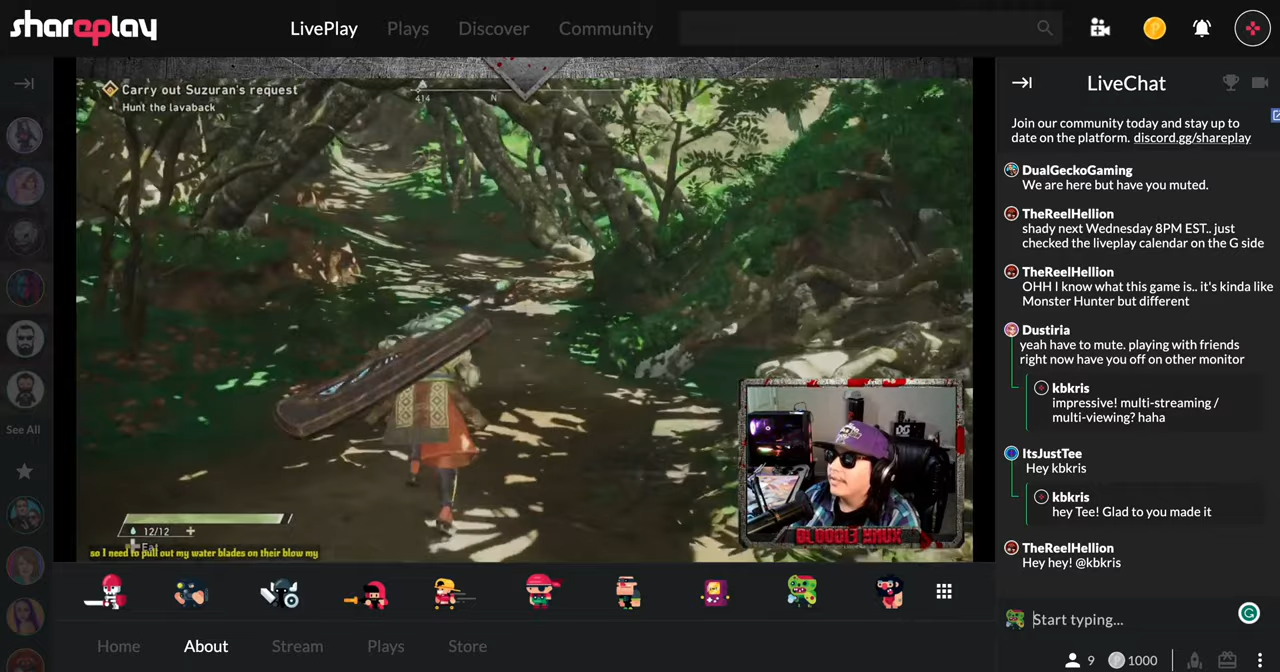 shareplay
LivePlay
Plays
Discover
Community
Carry out Suzuran's request
Hunt the lavaback
414
N
12/12
Eat
so I need to pull out my water blades on their blow my
See All
Home
About
Stream
Plays
Store
LiveChat
Join our community today and stay up to
date on the platform. discord.gg/shareplay
DualGeckoGaming
We are here but have you muted.
TheReelHellion
shady next Wednesday 8PM EST.. just
checked the liveplay calendar on the G side
TheReelHellion
OHH I know what this game is.. it's kinda like
Monster Hunter but different
Dustiria
yeah have to mute. playing with friends
right now have you off on other monitor
kbkris
impressive! multi-streaming /
multi-viewing? haha
ItsJustTee
Hey kbkris
kbkris
hey Tee! Glad to you made it
TheReelHellion
Hey hey! @kbkris
Start typing...
9
1000